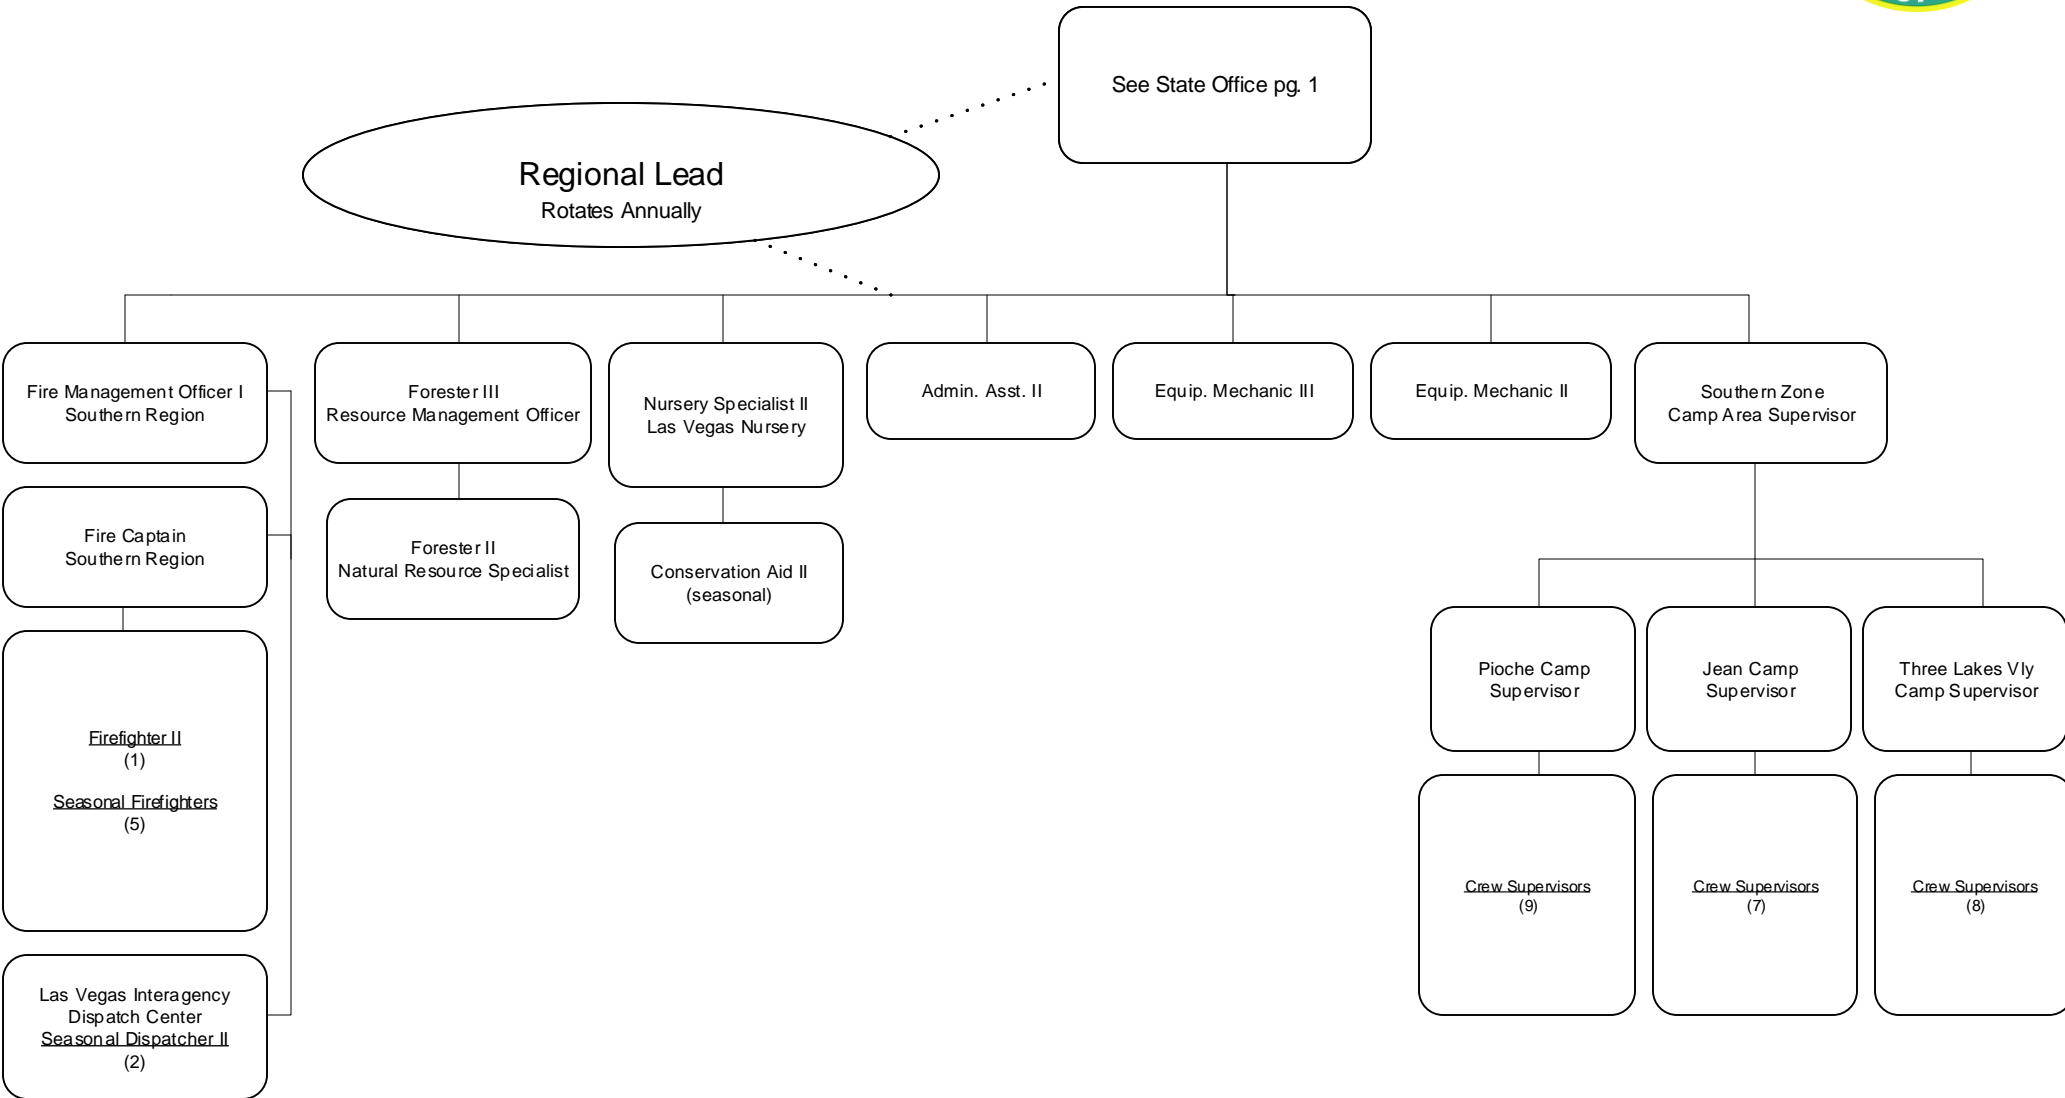 See State Office pg. 1
Regional Lead
Rotates Annually
Fire Management Officer I
Southern Region
Forester III
Resource Management Officer
Nursery Specialist II
Las Vegas Nursery
Admin. Asst. II
Equip. Mechanic III
Equip. Mechanic II
Southern Zone
Camp Area Supervisor
Fire Captain
Southern Region
Forester II
Natural Resource Specialist
Conservation Aid II
(seasonal)
Firefighter II
(1)
Seasonal Firefighters
(5)
Pioche Camp
Supervisor
Jean Camp
Supervisor
Three Lakes Vly
Camp Supervisor
Crew Supervisors
(9)
Crew Supervisors
(7)
Crew Supervisors
(8)
Las Vegas Interagency
Dispatch Center
Seasonal Dispatcher II
(2)